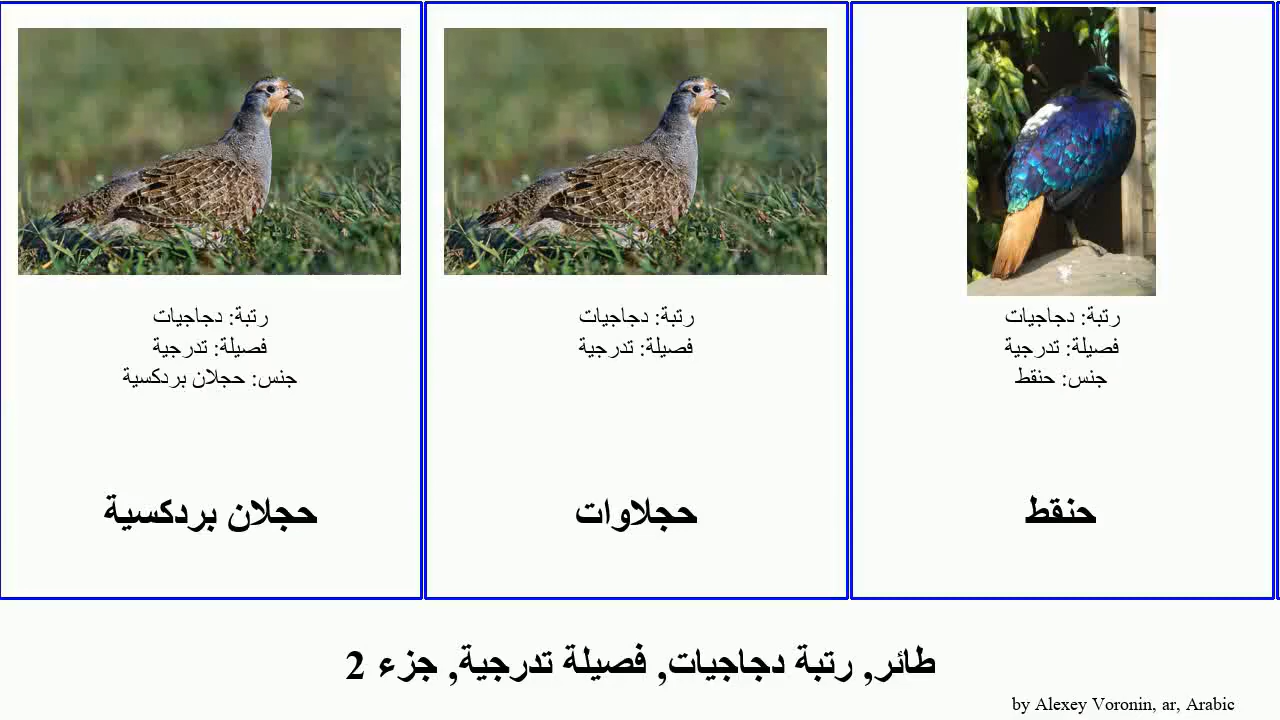 رتبة: دجاجيات
فصيلة: تدرجية
جنس: حجلان بردكسية
حجلان بردكسية
رتبة: دجاجيات
فصيلة: تدرجية
حجلاوات
رتبة: دجاجيات
فصيلة: تدرجية
جنس: حنقط
حنقط
طائر, رتبة دجاجيات, فصيلة تدرجية, جزء 2
by Alexey Voronin, ar, Arabic